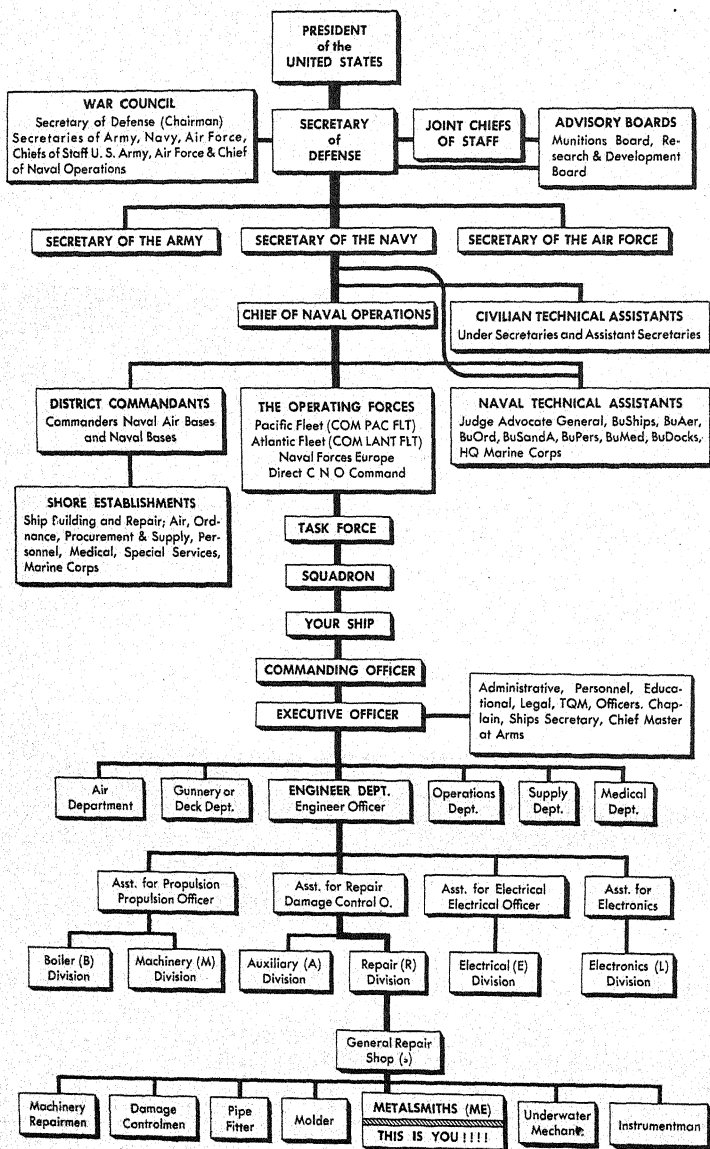 PRESIDENT
of the
UNITED STATES
WAR COUNCIL
Secretary of Defense (Chairman)
Secretaries of Army, Navy, Air Force,
Chiefs of Staff U. S. Army, Air Force & Chief
of Naval Operations
SECRETARY
of
DEFENSE
JOINT CHIEFS
OF STAFF
ADVISORY BOARDS
Munitions Board, Re-
search & Development
Board
SECRETARY OF THE ARMY
SECRETARY OF THE NAVY
SECRETARY OF THE AIR FORCE
CHIEF OF NAVAL OPERATIONS
CIVILIAN TECHNICAL ASSISTANTS
Under Secretaries and Assistant Secretaries
DISTRICT COMMANDANTS
Commanders Naval Air Bases
and Naval Bases
THE OPERATING FORCES
Pacific Fleet (COM PAC FLT)
Atlantic Fleet (COM LANT FLT)
Naval Forces Europe
Direct C N O Command
NAVAL TECHNICAL ASSISTANTS
Judge Advocate General, BuShips, BuAer,
BuOrd, BuSandA, BuPers, BuMed, BuDocks,
HQ Marine Corps
SHORE ESTABLISHMENTS
Ship Building and Repair; Air, Ord-
nance, Procurement & Supply, Per-
sonnel, Medical, Special Services,
Marine Corps
TASK FORCE
SQUADRON
YOUR SHIP
COMMANDING OFFICER
EXECUTIVE OFFICER
Administrative, Personnel, Educa-
tional, Legal, TQM, Officers. Chap-
lain, Ships Secretary, Chief Master
at Arms
Air
Department
Gunnery or
Deck Dept.
ENGINEER DEPT.
Engineer Officer
Operations
Dept.
Supply
Dept.
Medical
Dept.
Asst. for Propulsion
Propulsion Officer
Asst. for Repair
Damage Control O.
Asst. for Electrical
Electrical Officer
Asst. for
Electronics
Boiler (B)
Division
Machinery (M)
Division
Auxiliary (A)
Division
Repair (R)
Division
Electrical (E)
Division
Electronics (L)
Division
General Repair
Shop
Machinery
Repairmen
Damage
Controlmen
Pipe
Fitter
Molder
METALSMITHS (ME)
THIS IS YOU ! ! ! !
Underwater
Mechanic
Instrumentman